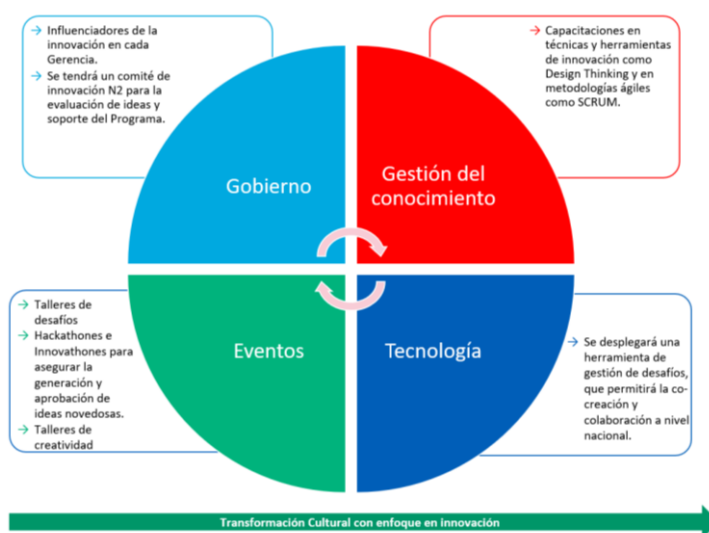 → Influenciadores de la
innovación en cada
Gerencia.
→ Se tendrá un comité de
innovación N2 para la
evaluación de ideas y
soporte del Programa.
→ Capacitaciones en
técnicas y herramientas
de innovación como
Design Thinking y en
metodologías ágiles
como SCRUM.
Gobierno
Gestión del
conocimiento
→ Talleres de
desafíos
→ Hackathones e
Innovathones para
asegurar la
generación y
aprobación de
ideas novedosas.
→ Talleres de
creatividad
Eventos
Tecnología
→ Se desplegará una
herramienta de
gestión de desafíos,
que permitirá la co-
creación y
colaboración a nivel
nacional.
Transformación Cultural con enfoque en innovación